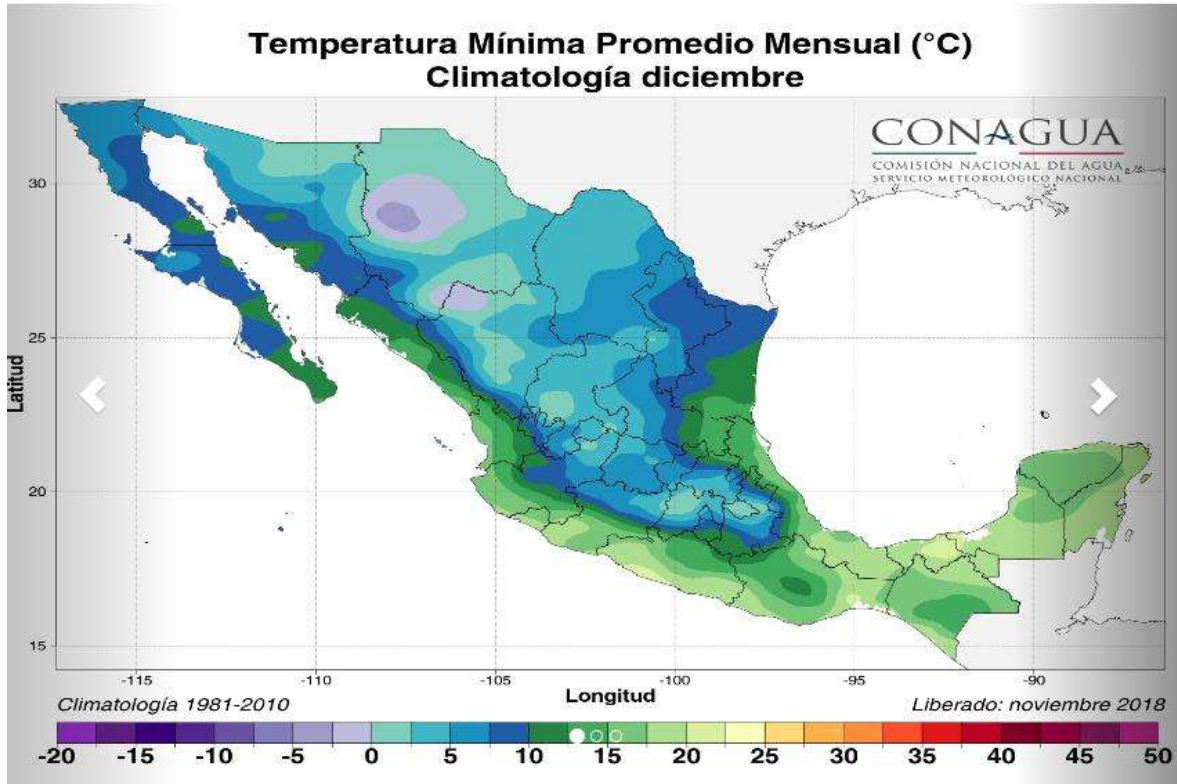 Temperatura Mínima Promedio Mensual (°C)
Climatología diciembre
CONAGUA
COMISIÓN NACIONAL DEL AGUA
SERVICIO METEOROLÓGICO NACIONAL
30
25
20
15
Latitud
-115
-110
-105
-100
-95
-90
Longitud
Climatología 1981-2010
Liberado: noviembre 2018
-20 -15 -10 -5 0 5 10 15 20 25 30 35 40 45 50